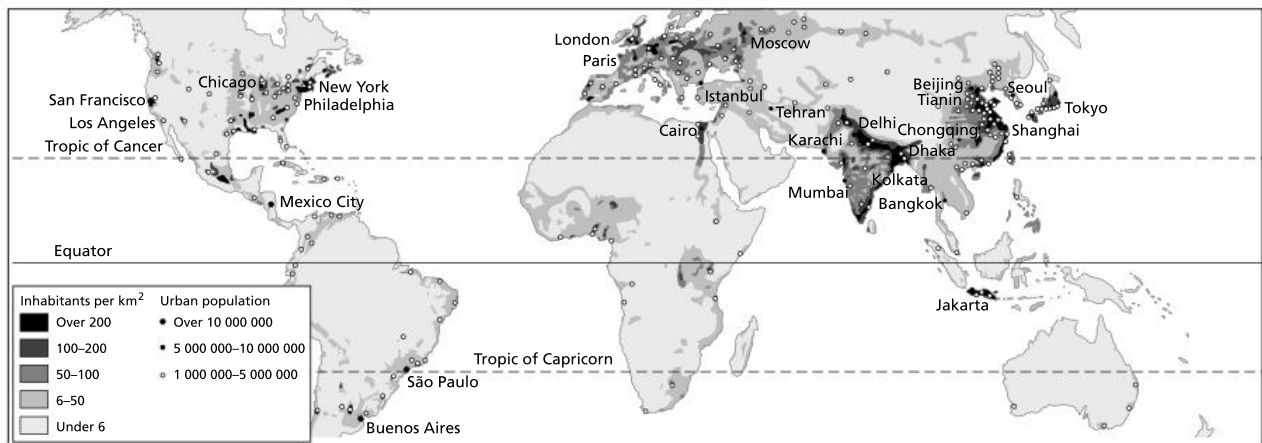 London
Paris
Moscow
Chicago
New York
Philadelphia
San Francisco
Los Angeles
Tropic of Cancer
Istanbul
Cairo
Tehran
Karachi
Delhi
Beijing
Tianin
Seoul
Tokyo
Chongqing
Shanghai
Dhaka
Kolkata
Mumbai
Bangkok
Mexico City
Equator
Jakarta
Tropic of Capricorn
São Paulo
Buenos Aires
Inhabitants per km²
Over 200
100–200
50–100
6–50
Under 6
Urban population
Over 10 000 000
5 000 000–10 000 000
1 000 000–5 000 000